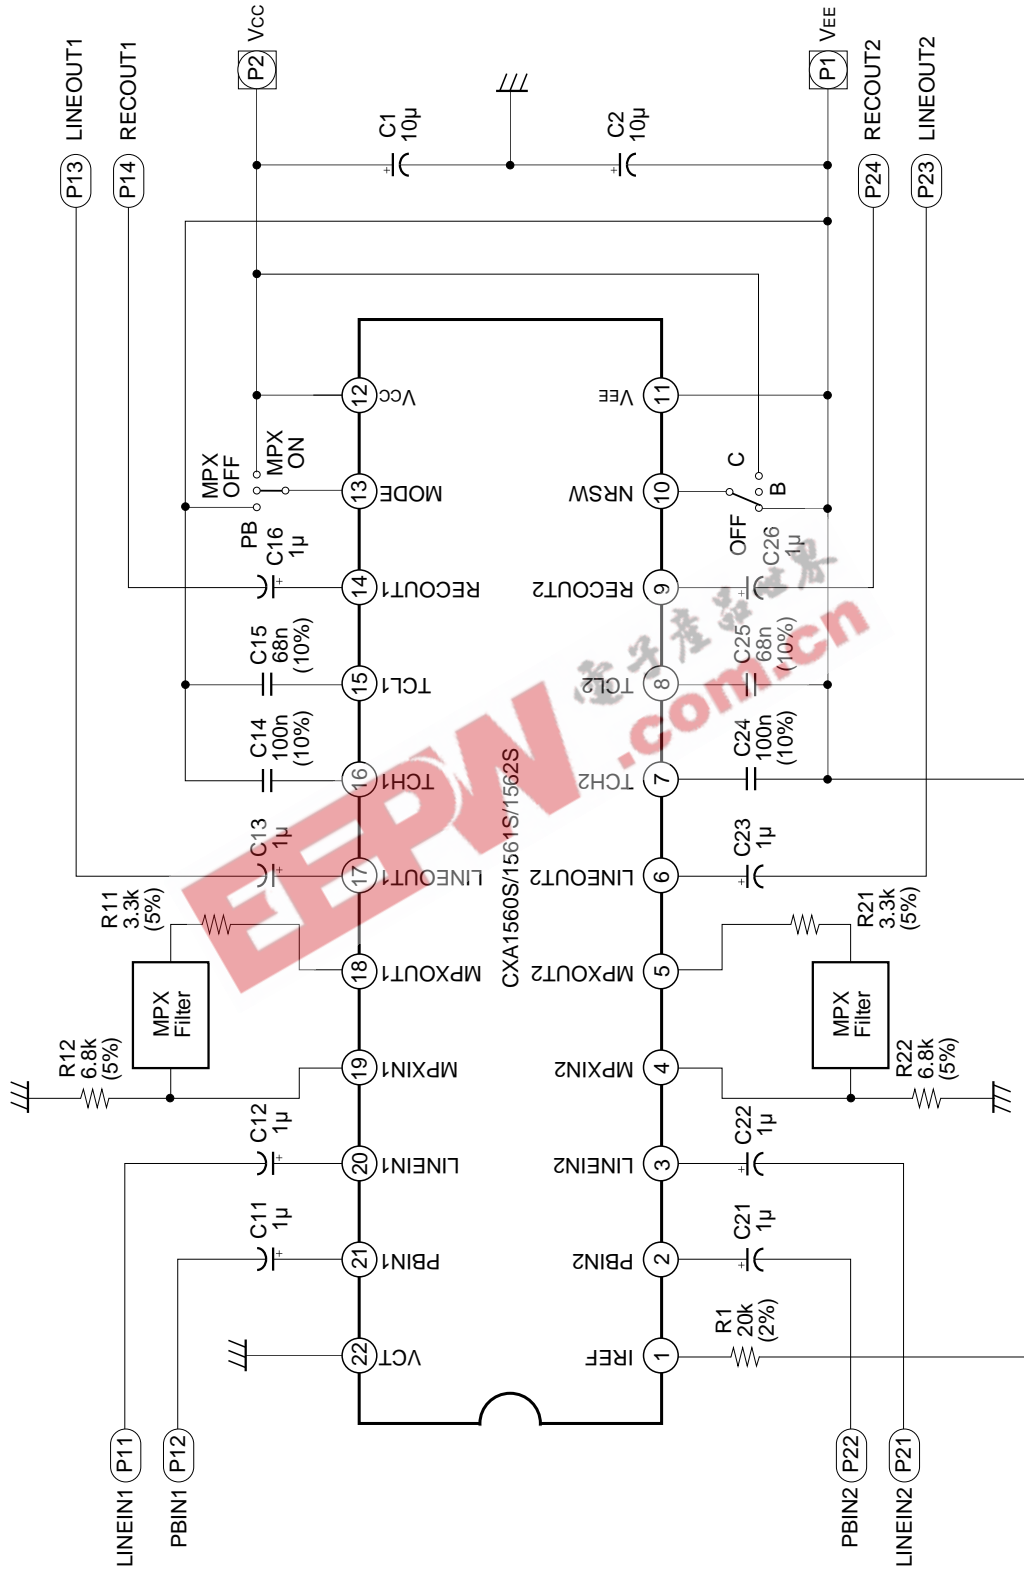 LINEOUT1
P13
RECOUT1
P14
VCC
P2
C1
10µ
+
C2
10µ
+
VEE
P1
RECOUT2
P24
LINEOUT2
P23
MPX
OFF
MPX
ON
PB
C16
1µ
+
C15
68n
(10%)
C14
100n
(10%)
C13
1µ
+
R11
3.3k
(5%)
MPX
Filter
R12
6.8k
(5%)
C12
1µ
+
C11
1µ
+
12
VCC
13
MODE
14
RECOUT1
15
TCL1
16
TCH1
17
LINEOUT1
18
MPXOUT1
19
MPXIN1
20
LINEIN1
21
PBIN1
22
VCT
CXA1560S/1561S/1562S
VEE
11
NRSW
10
RECOUT2
9
TCL2
8
TCH2
7
LINEOUT2
6
MPXOUT2
5
MPXIN2
4
LINEIN2
3
PBIN2
2
IREF
1
C
B
OFF
C26
1µ
+
C25
68n
(10%)
C24
100n
(10%)
C23
1µ
+
R21
3.3k
(5%)
MPX
Filter
R22
6.8k
(5%)
C22
1µ
+
C21
1µ
+
R1
20k
(2%)
LINEIN1 P11
PBIN1 P12
PBIN2 P22
LINEIN2 P21
EEPW
.com.cn
電子產品世界